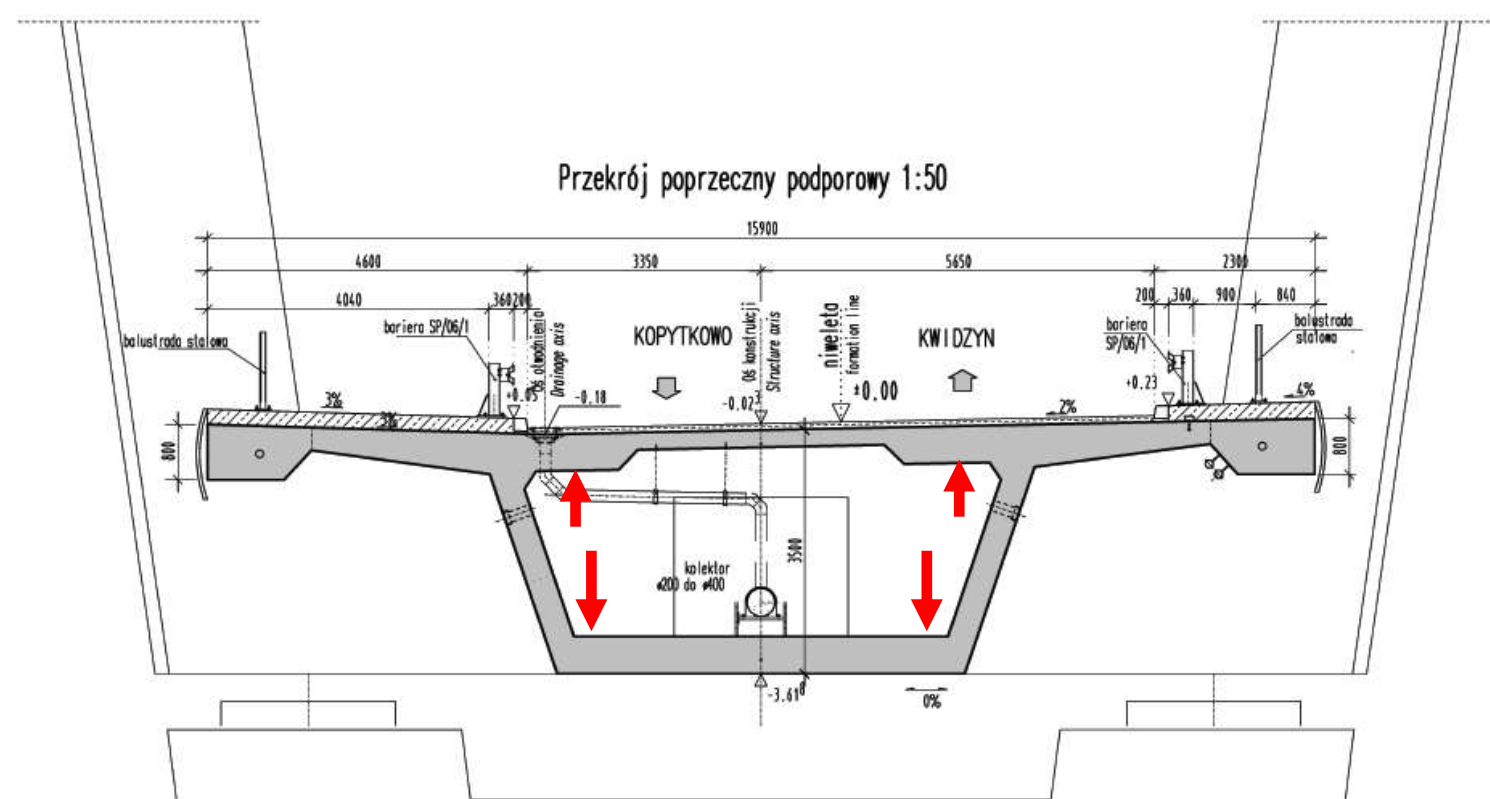 Przekrój poprzeczny podporowy 1:50
15900
4600
3350
5650
2300
4040
360
200
200
360
900
840
balustrada stalowa
bariera SP/06/1
Oś odwodnienia
Drainage axis
KOPYTKOWO
Oś konstrukcji
Structure axis
niweleta
formation line
KWIDZYN
bariera
SP/06/1
balustrada
stalowa
+0.05
-0.18
-0.02³
±0.00
+0.23
3%
3%
2%
4%
800
800
3500
kolektor
ø200 do ø400
-3.61⁸
0%